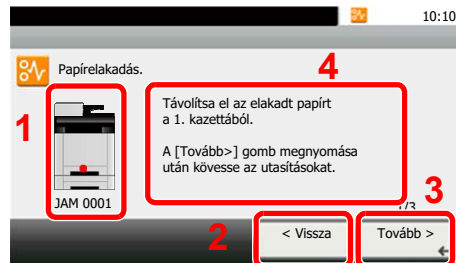 10:10
Papírelakadás.
4
1
Távolítsa el az elakadt papírt
a 1. kazettából.
A [Tovább>] gomb megnyomása
után kövesse az utasításokat.
JAM 0001
3
1/3
2
< Vissza
Tovább >